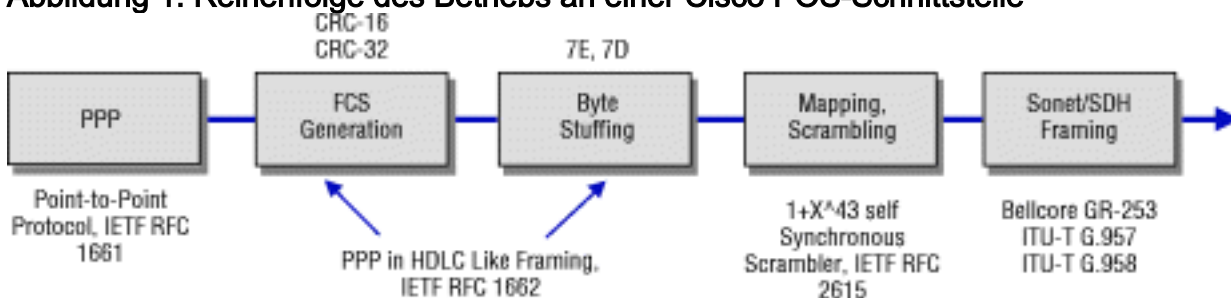 Abbildung 1: Reihenfolge des Betriebs an einer Cisco POS-Schnittstelle
CRC-16
CRC-32
7E, 7D
PPP
FCS
Generation
Byte
Stuffing
Mapping,
Scrambling
Sonet/SDH
Framing
Point-to-Point
Protocol, IETF RFC
1661
PPP in HDLC Like Framing,
IETF RFC 1662
1+X^43 self
Synchronous
Scrambler, IETF RFC
2615
Bellcore GR-253
ITU-T G.957
ITU-T G.958